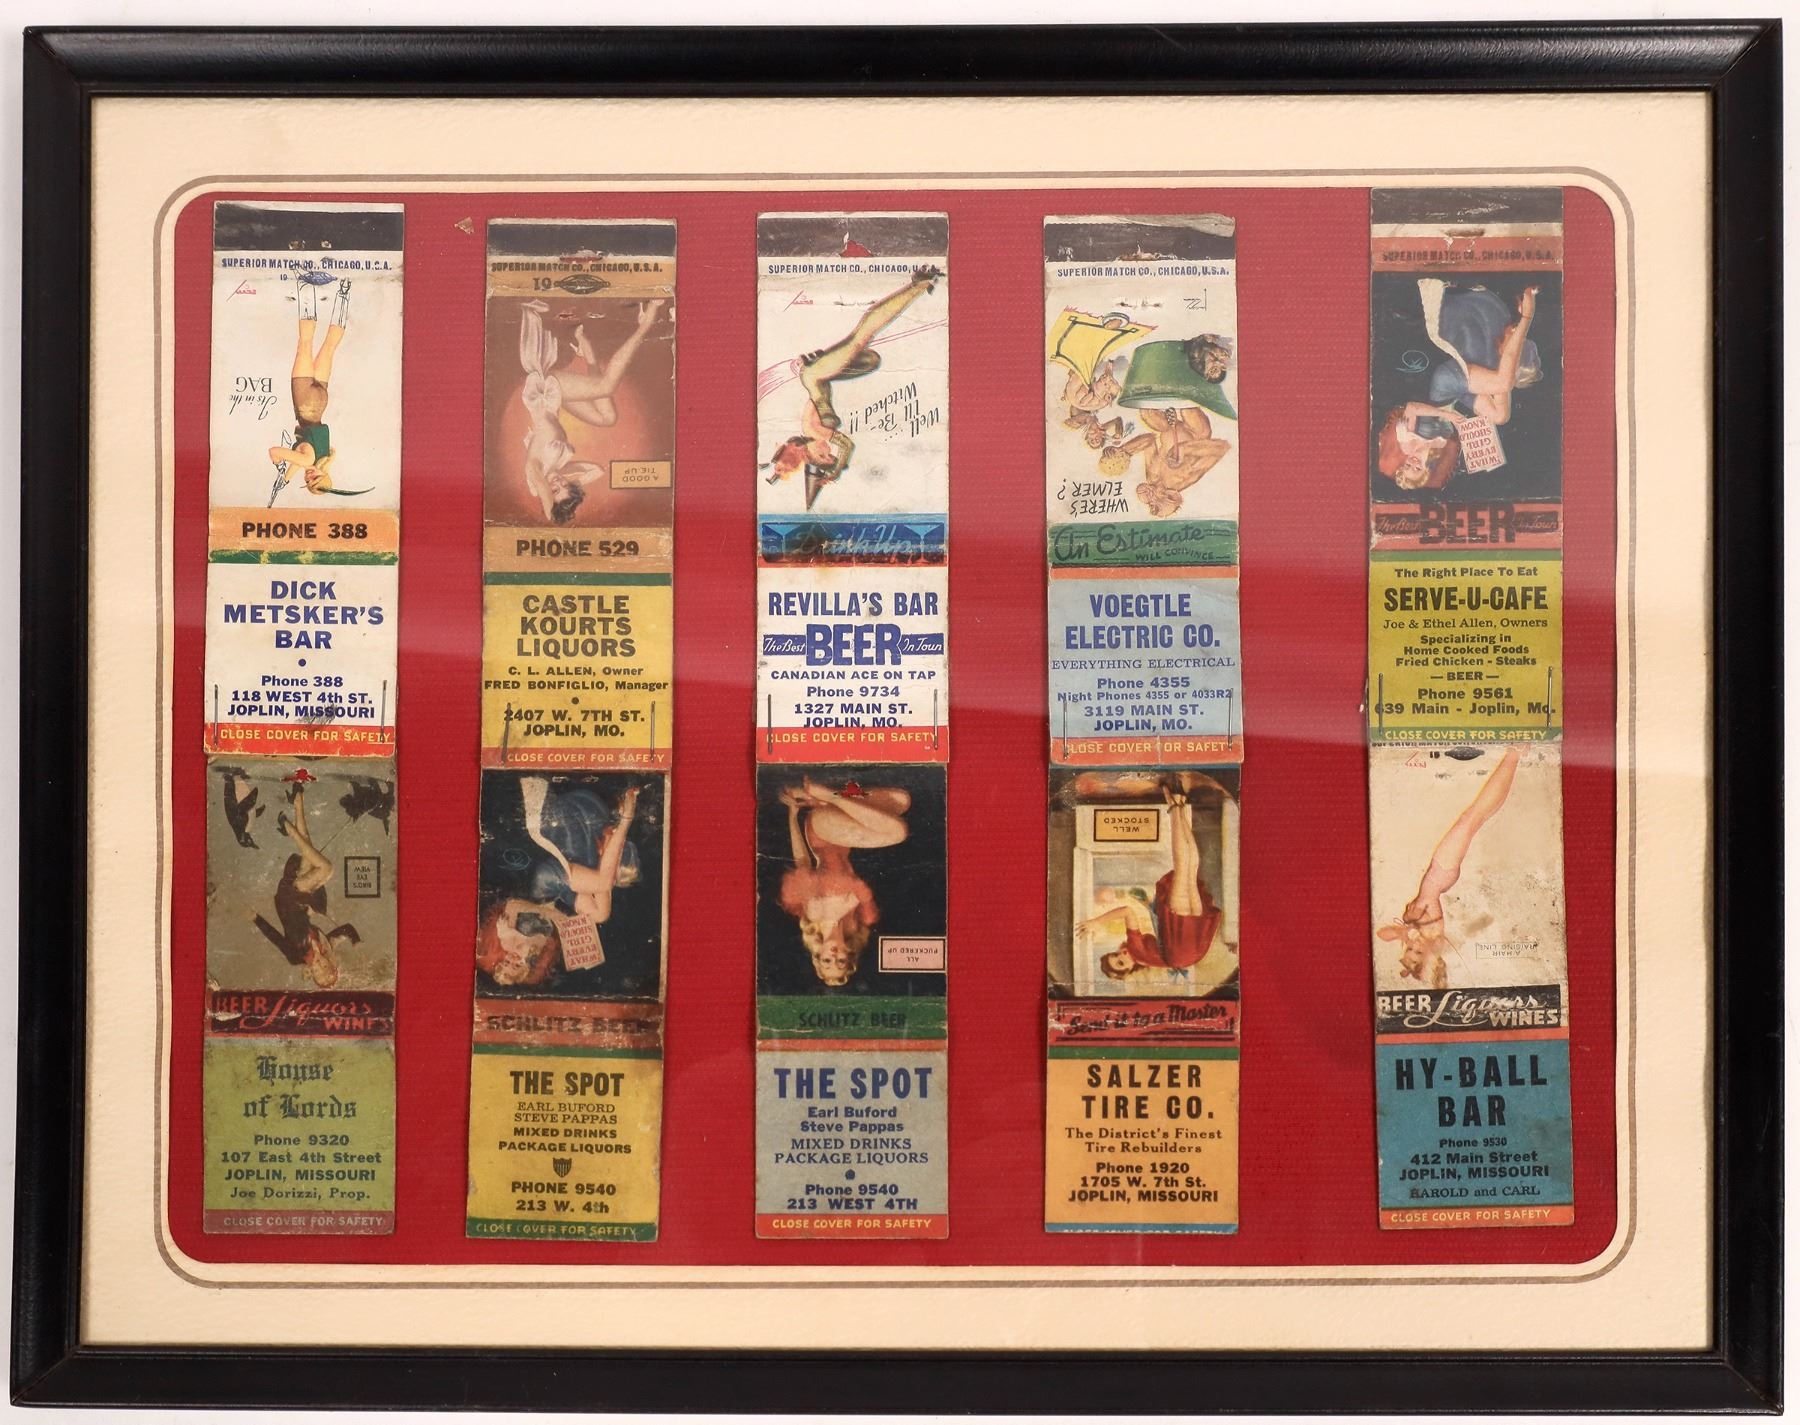 SUPERIOR MATCH CO., CHICAGO, U.S.A.
19
It's in the
BAG
PHONE 388
DICK
METSKER'S
BAR
Phone 388
118 WEST 4th ST.
JOPLIN, MISSOURI
CLOSE COVER FOR SAFETY
SUPERIOR MATCH CO., CHICAGO, U.S.A.
19
A GOOD
TIE-UP
PHONE 529
CASTLE
KOURTS
LIQUORS
C. L. ALLEN, Owner
FRED BONFIGLIO, Manager
2407 W. 7TH ST.
JOPLIN, MO.
CLOSE COVER FOR SAFETY
SUPERIOR MATCH CO., CHICAGO, U.S.A.
Well .....
I'll Be-!!
Witched!!
Drink Up
REVILLA'S BAR
The Best BEER In Town
CANADIAN ACE ON TAP
Phone 9734
1327 MAIN ST.
JOPLIN, MO.
CLOSE COVER FOR SAFETY
SUPERIOR MATCH CO., CHICAGO, U.S.A.
WHERE'S
ELMER?
An Estimate
WILL CONVINCE
VOEGTLE
ELECTRIC CO.
EVERYTHING ELECTRICAL
Phone 4355
Night Phones 4355 or 4033R2
3119 MAIN ST.
JOPLIN, MO.
CLOSE COVER FOR SAFETY
SUPERIOR MATCH CO., CHICAGO, U.S.A.
"WHAT
EVERY
GIRL
SHOULD
KNOW"
The Best BEER In Town
The Right Place To Eat
SERVE-U-CAFE
Joe & Ethel Allen, Owners
Specializing in
Home Cooked Foods
Fried Chicken - Steaks
— BEER —
Phone 9561
639 Main - Joplin, Mo.
CLOSE COVER FOR SAFETY
BIRD'S
EYE
VIEW
BEER Liquors WINES
House
of Lords
Phone 9320
107 East 4th Street
JOPLIN, MISSOURI
Joe Dorizzi, Prop.
CLOSE COVER FOR SAFETY
"WHAT
EVERY
GIRL
SHOULD
KNOW"
SCHLITZ BEER
THE SPOT
EARL BUFORD
STEVE PAPPAS
MIXED DRINKS
PACKAGE LIQUORS
PHONE 9540
213 W. 4th
CLOSE COVER FOR SAFETY
ALL
PUCKERED UP
SCHLITZ BEER
THE SPOT
Earl Buford
Steve Pappas
MIXED DRINKS
PACKAGE LIQUORS
Phone 9540
213 WEST 4TH
CLOSE COVER FOR SAFETY
WELL
STOCKED
Send it to a Master
SALZER
TIRE CO.
The District's Finest
Tire Rebuilders
Phone 1920
1705 W. 7th St.
JOPLIN, MISSOURI
A HAIR
RAISING LINE
BEER Liquors WINES
HY-BALL
BAR
Phone 9530
412 Main Street
JOPLIN, MISSOURI
HAROLD and CARL
CLOSE COVER FOR SAFETY